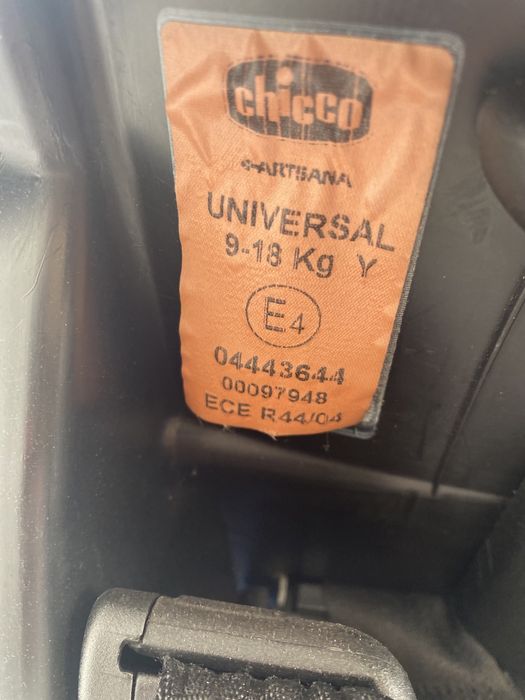 chicco
ARTSANA
UNIVERSAL
9-18 Kg Y
E4
04443644
00097948
ECE R44/04